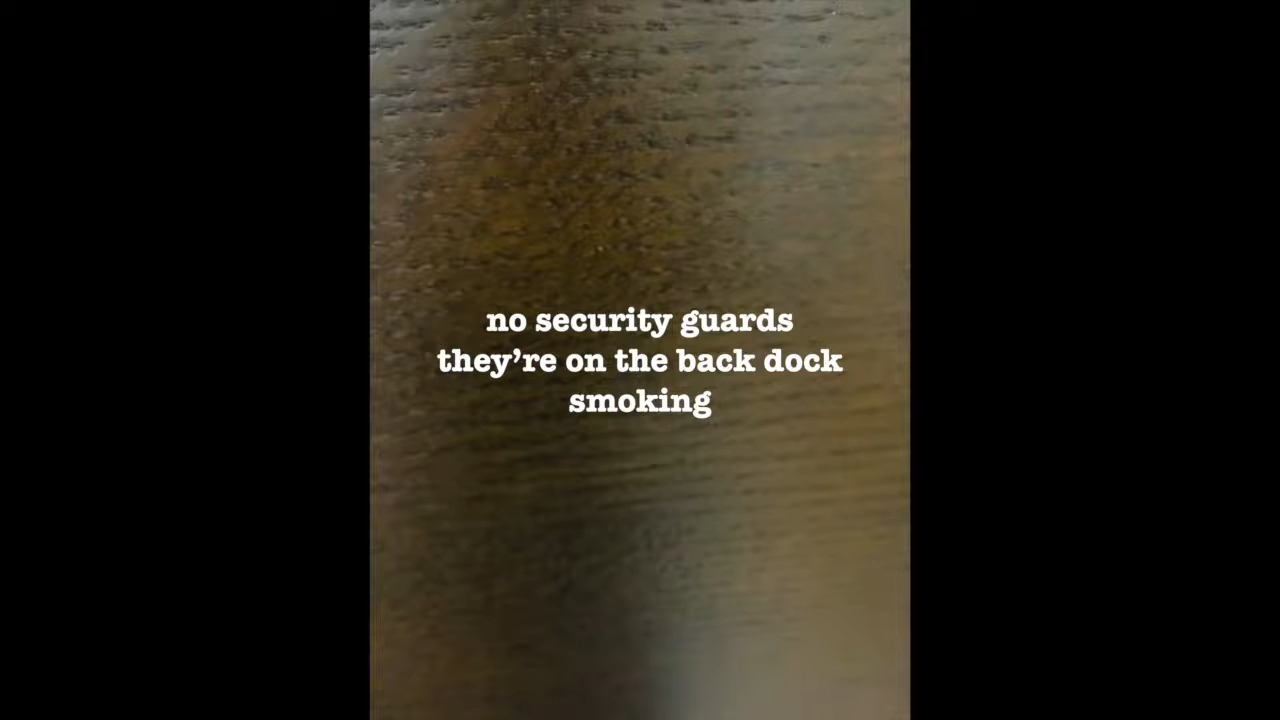 no security guards
they’re on the back dock
smoking